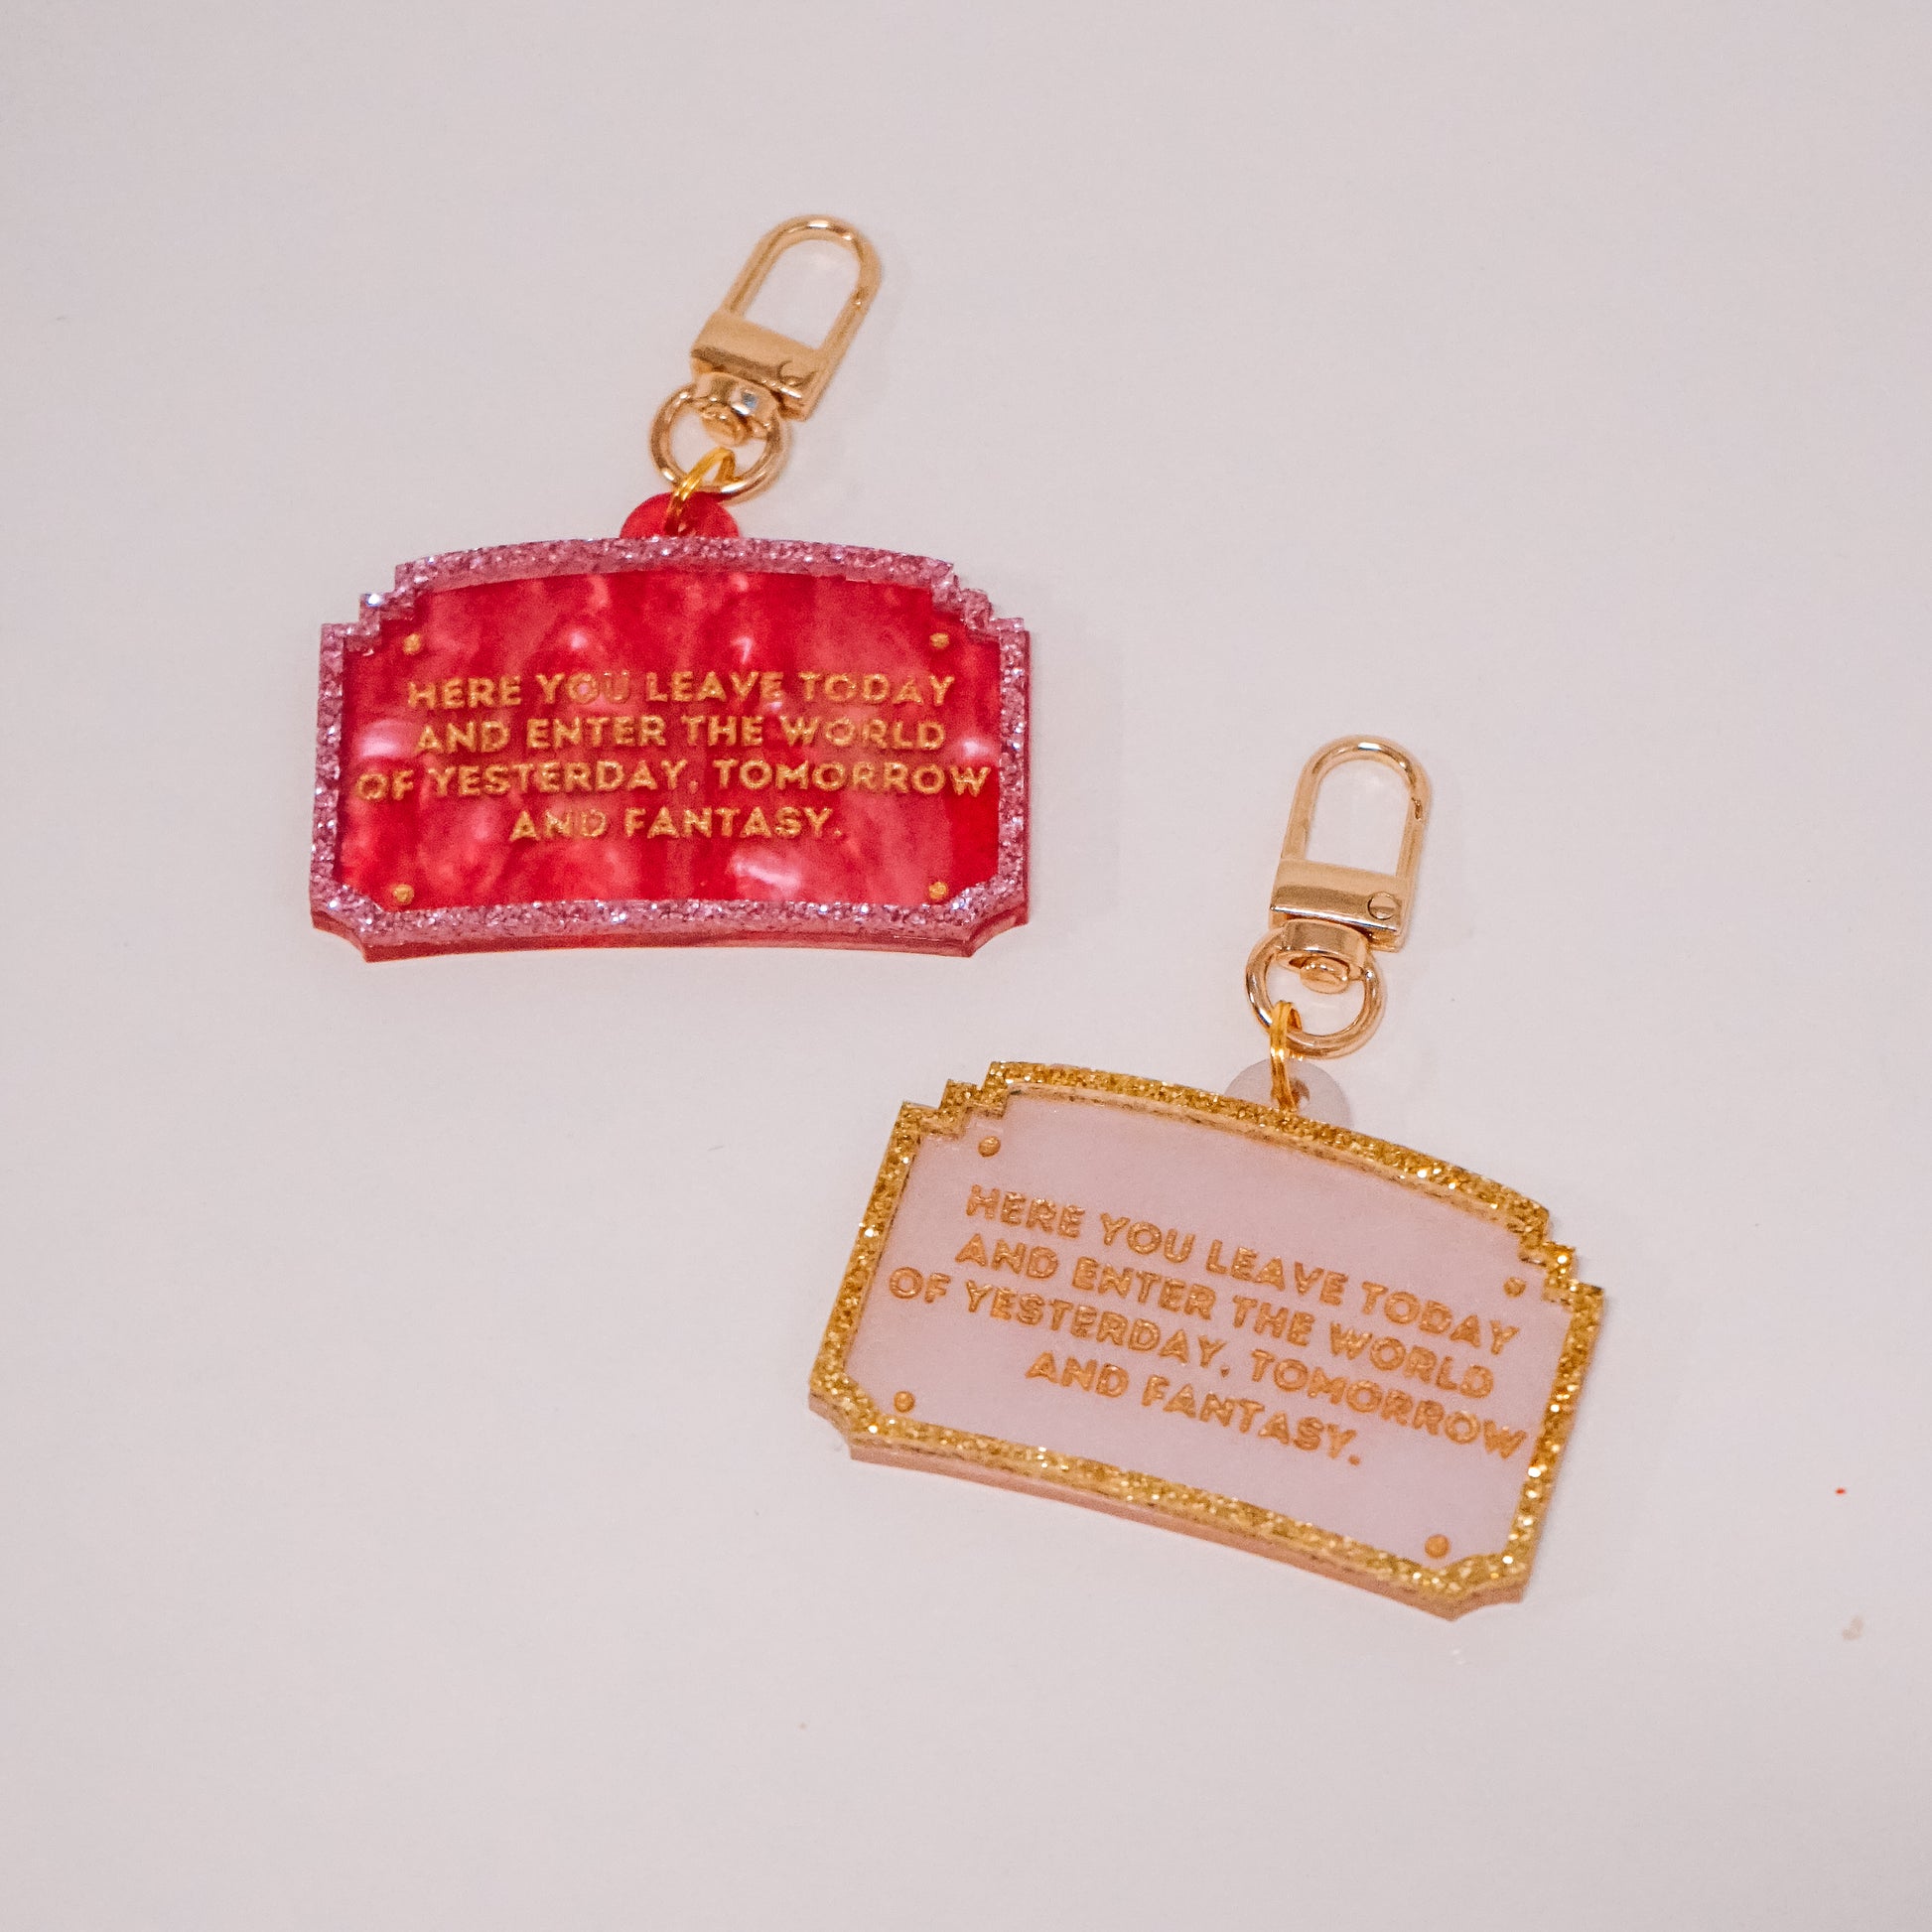 HERE YOU LEAVE TODAY
AND ENTER THE WORLD
OF YESTERDAY, TOMORROW
AND FANTASY.
HERE YOU LEAVE TODAY
AND ENTER THE WORLD
OF YESTERDAY, TOMORROW
AND FANTASY.